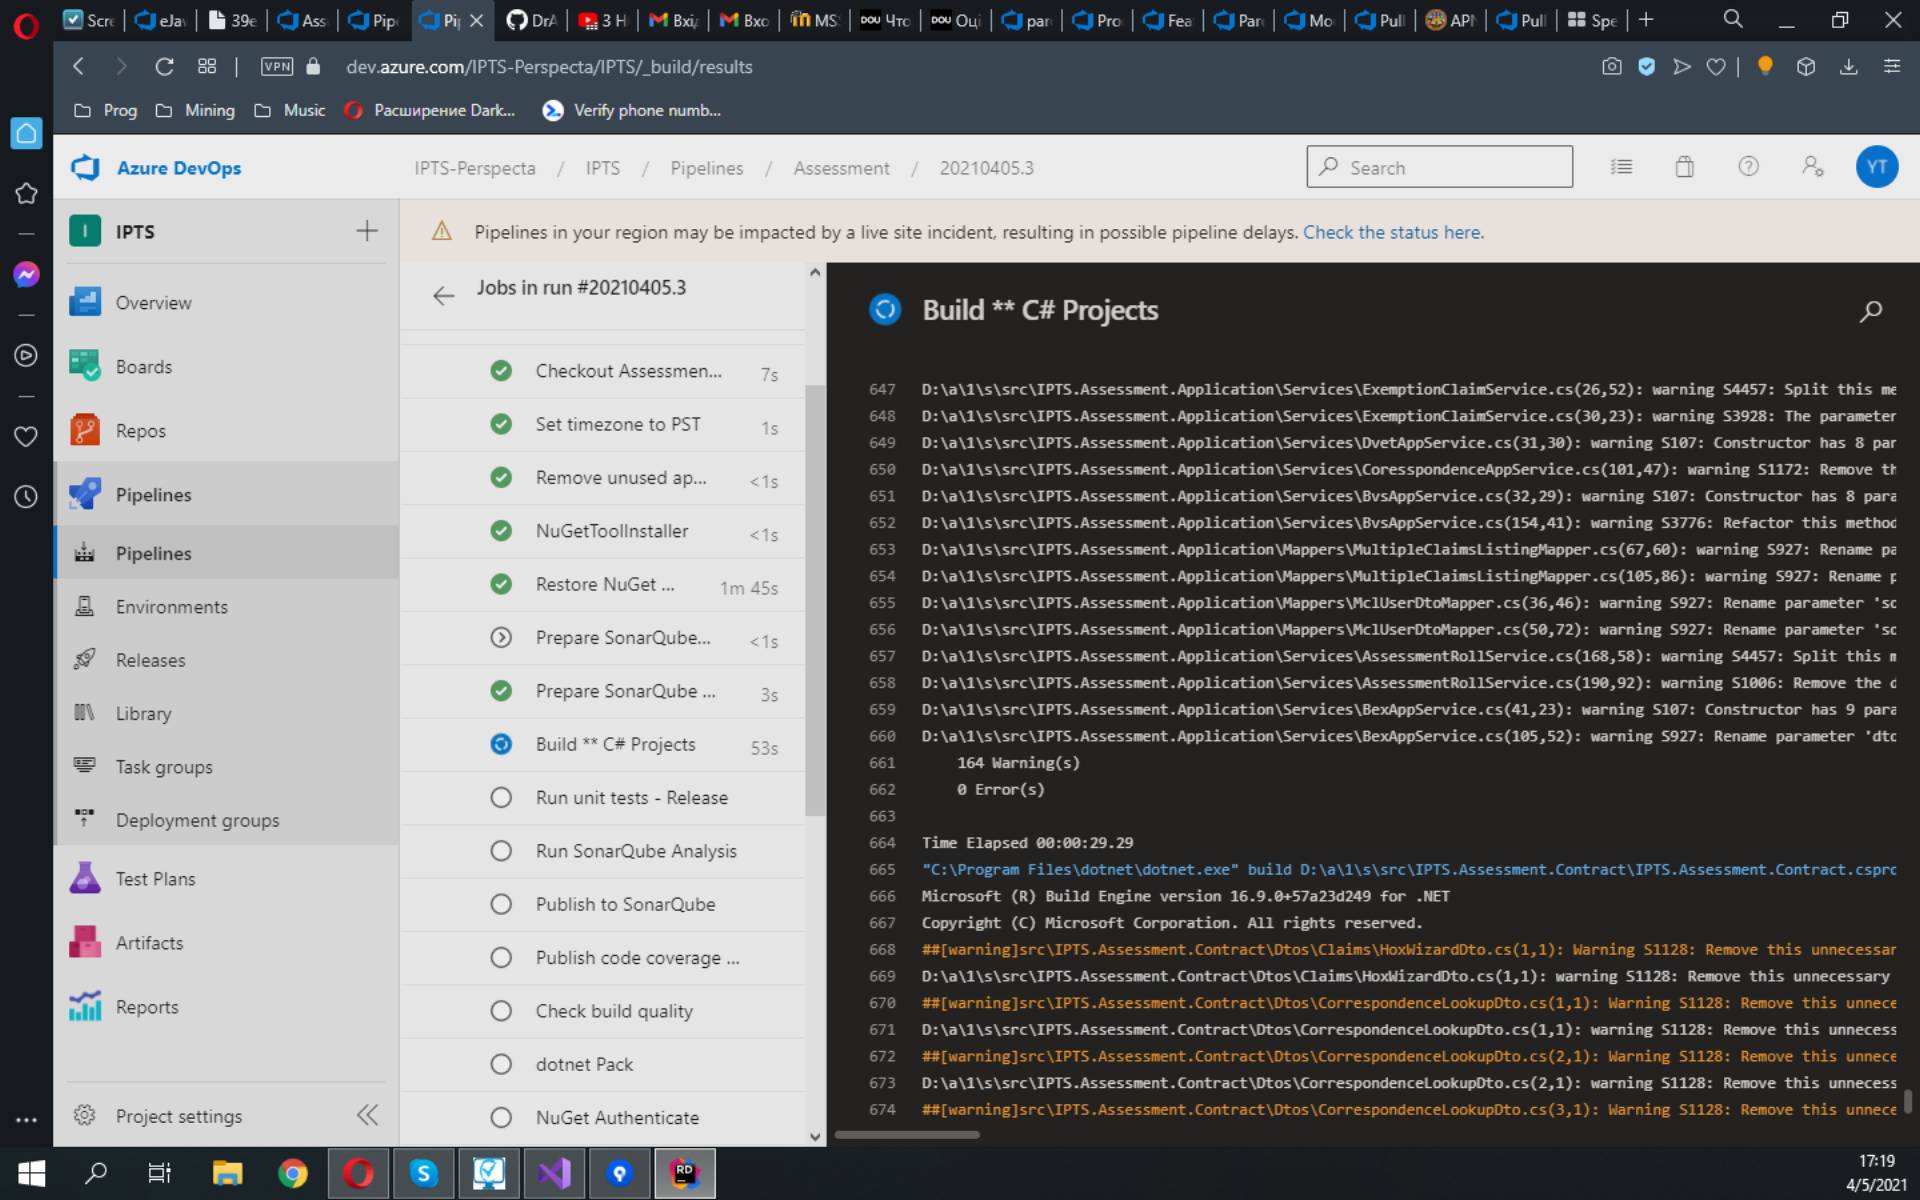 Scre
eJav
39e
Ass
Pipe
Pip
DrA
3 H
Вхід
Вхо
MS
DOU Что
DOU Оці
par
Pro
Fea
Par
Mo
Pull
API
Pull
Spe
VPN
dev.azure.com/IPTS-Perspecta/IPTS/_build/results
Prog
Mining
Music
Расширение Dark...
Verify phone numb...
Azure DevOps
IPTS-Perspecta / IPTS / Pipelines / Assessment / 20210405.3
Search
YT
I IPTS
Pipelines in your region may be impacted by a live site incident, resulting in possible pipeline delays. Check the status here.
Overview
Boards
Repos
Pipelines
Pipelines
Environments
Releases
Library
Task groups
Deployment groups
Test Plans
Artifacts
Reports
Project settings
Jobs in run #20210405.3
Checkout Assessmen... 7s
Set timezone to PST 1s
Remove unused ap... <1s
NuGetToolInstaller <1s
Restore NuGet ... 1m 45s
Prepare SonarQube... <1s
Prepare SonarQube ... 3s
Build ** C# Projects 53s
Run unit tests - Release
Run SonarQube Analysis
Publish to SonarQube
Publish code coverage ...
Check build quality
dotnet Pack
NuGet Authenticate
Build ** C# Projects
647 D:\a\1\s\src\IPTS.Assessment.Application\Services\ExemptionClaimService.cs(26,52): warning S4457: Split this me
648 D:\a\1\s\src\IPTS.Assessment.Application\Services\ExemptionClaimService.cs(30,23): warning S3928: The parameter
649 D:\a\1\s\src\IPTS.Assessment.Application\Services\DvetAppService.cs(31,30): warning S107: Constructor has 8 par
650 D:\a\1\s\src\IPTS.Assessment.Application\Services\CoresspondenceAppService.cs(101,47): warning S1172: Remove th
651 D:\a\1\s\src\IPTS.Assessment.Application\Services\BvsAppService.cs(32,29): warning S107: Constructor has 8 para
652 D:\a\1\s\src\IPTS.Assessment.Application\Services\BvsAppService.cs(154,41): warning S3776: Refactor this method
653 D:\a\1\s\src\IPTS.Assessment.Application\Mappers\MultipleClaimsListingMapper.cs(67,60): warning S927: Rename pa
654 D:\a\1\s\src\IPTS.Assessment.Application\Mappers\MultipleClaimsListingMapper.cs(105,86): warning S927: Rename p
655 D:\a\1\s\src\IPTS.Assessment.Application\Mappers\MclUserDtoMapper.cs(36,46): warning S927: Rename parameter 'so
656 D:\a\1\s\src\IPTS.Assessment.Application\Mappers\MclUserDtoMapper.cs(50,72): warning S927: Rename parameter 'so
657 D:\a\1\s\src\IPTS.Assessment.Application\Services\AssessmentRollService.cs(168,58): warning S4457: Split this m
658 D:\a\1\s\src\IPTS.Assessment.Application\Services\AssessmentRollService.cs(190,92): warning S1006: Remove the d
659 D:\a\1\s\src\IPTS.Assessment.Application\Services\BexAppService.cs(41,23): warning S107: Constructor has 9 para
660 D:\a\1\s\src\IPTS.Assessment.Application\Services\BexAppService.cs(105,52): warning S927: Rename parameter 'dto
661 164 Warning(s)
662 0 Error(s)
663
664 Time Elapsed 00:00:29.29
665 "C:\Program Files\dotnet\dotnet.exe" build D:\a\1\s\src\IPTS.Assessment.Contract\IPTS.Assessment.Contract.cspro
666 Microsoft (R) Build Engine version 16.9.0+57a23d249 for .NET
667 Copyright (C) Microsoft Corporation. All rights reserved.
668 ##[warning]src\IPTS.Assessment.Contract\Dtos\Claims\HoxWizardDto.cs(1,1): Warning S1128: Remove this unnecessar
669 D:\a\1\s\src\IPTS.Assessment.Contract\Dtos\Claims\HoxWizardDto.cs(1,1): warning S1128: Remove this unnecessary
670 ##[warning]src\IPTS.Assessment.Contract\Dtos\CorrespondenceLookupDto.cs(1,1): Warning S1128: Remove this unnece
671 D:\a\1\s\src\IPTS.Assessment.Contract\Dtos\CorrespondenceLookupDto.cs(1,1): warning S1128: Remove this unnecess
672 ##[warning]src\IPTS.Assessment.Contract\Dtos\CorrespondenceLookupDto.cs(2,1): Warning S1128: Remove this unnece
673 D:\a\1\s\src\IPTS.Assessment.Contract\Dtos\CorrespondenceLookupDto.cs(2,1): warning S1128: Remove this unnecess
674 ##[warning]src\IPTS.Assessment.Contract\Dtos\CorrespondenceLookupDto.cs(3,1): Warning S1128: Remove this unnece
RD
17:19
4/5/2021